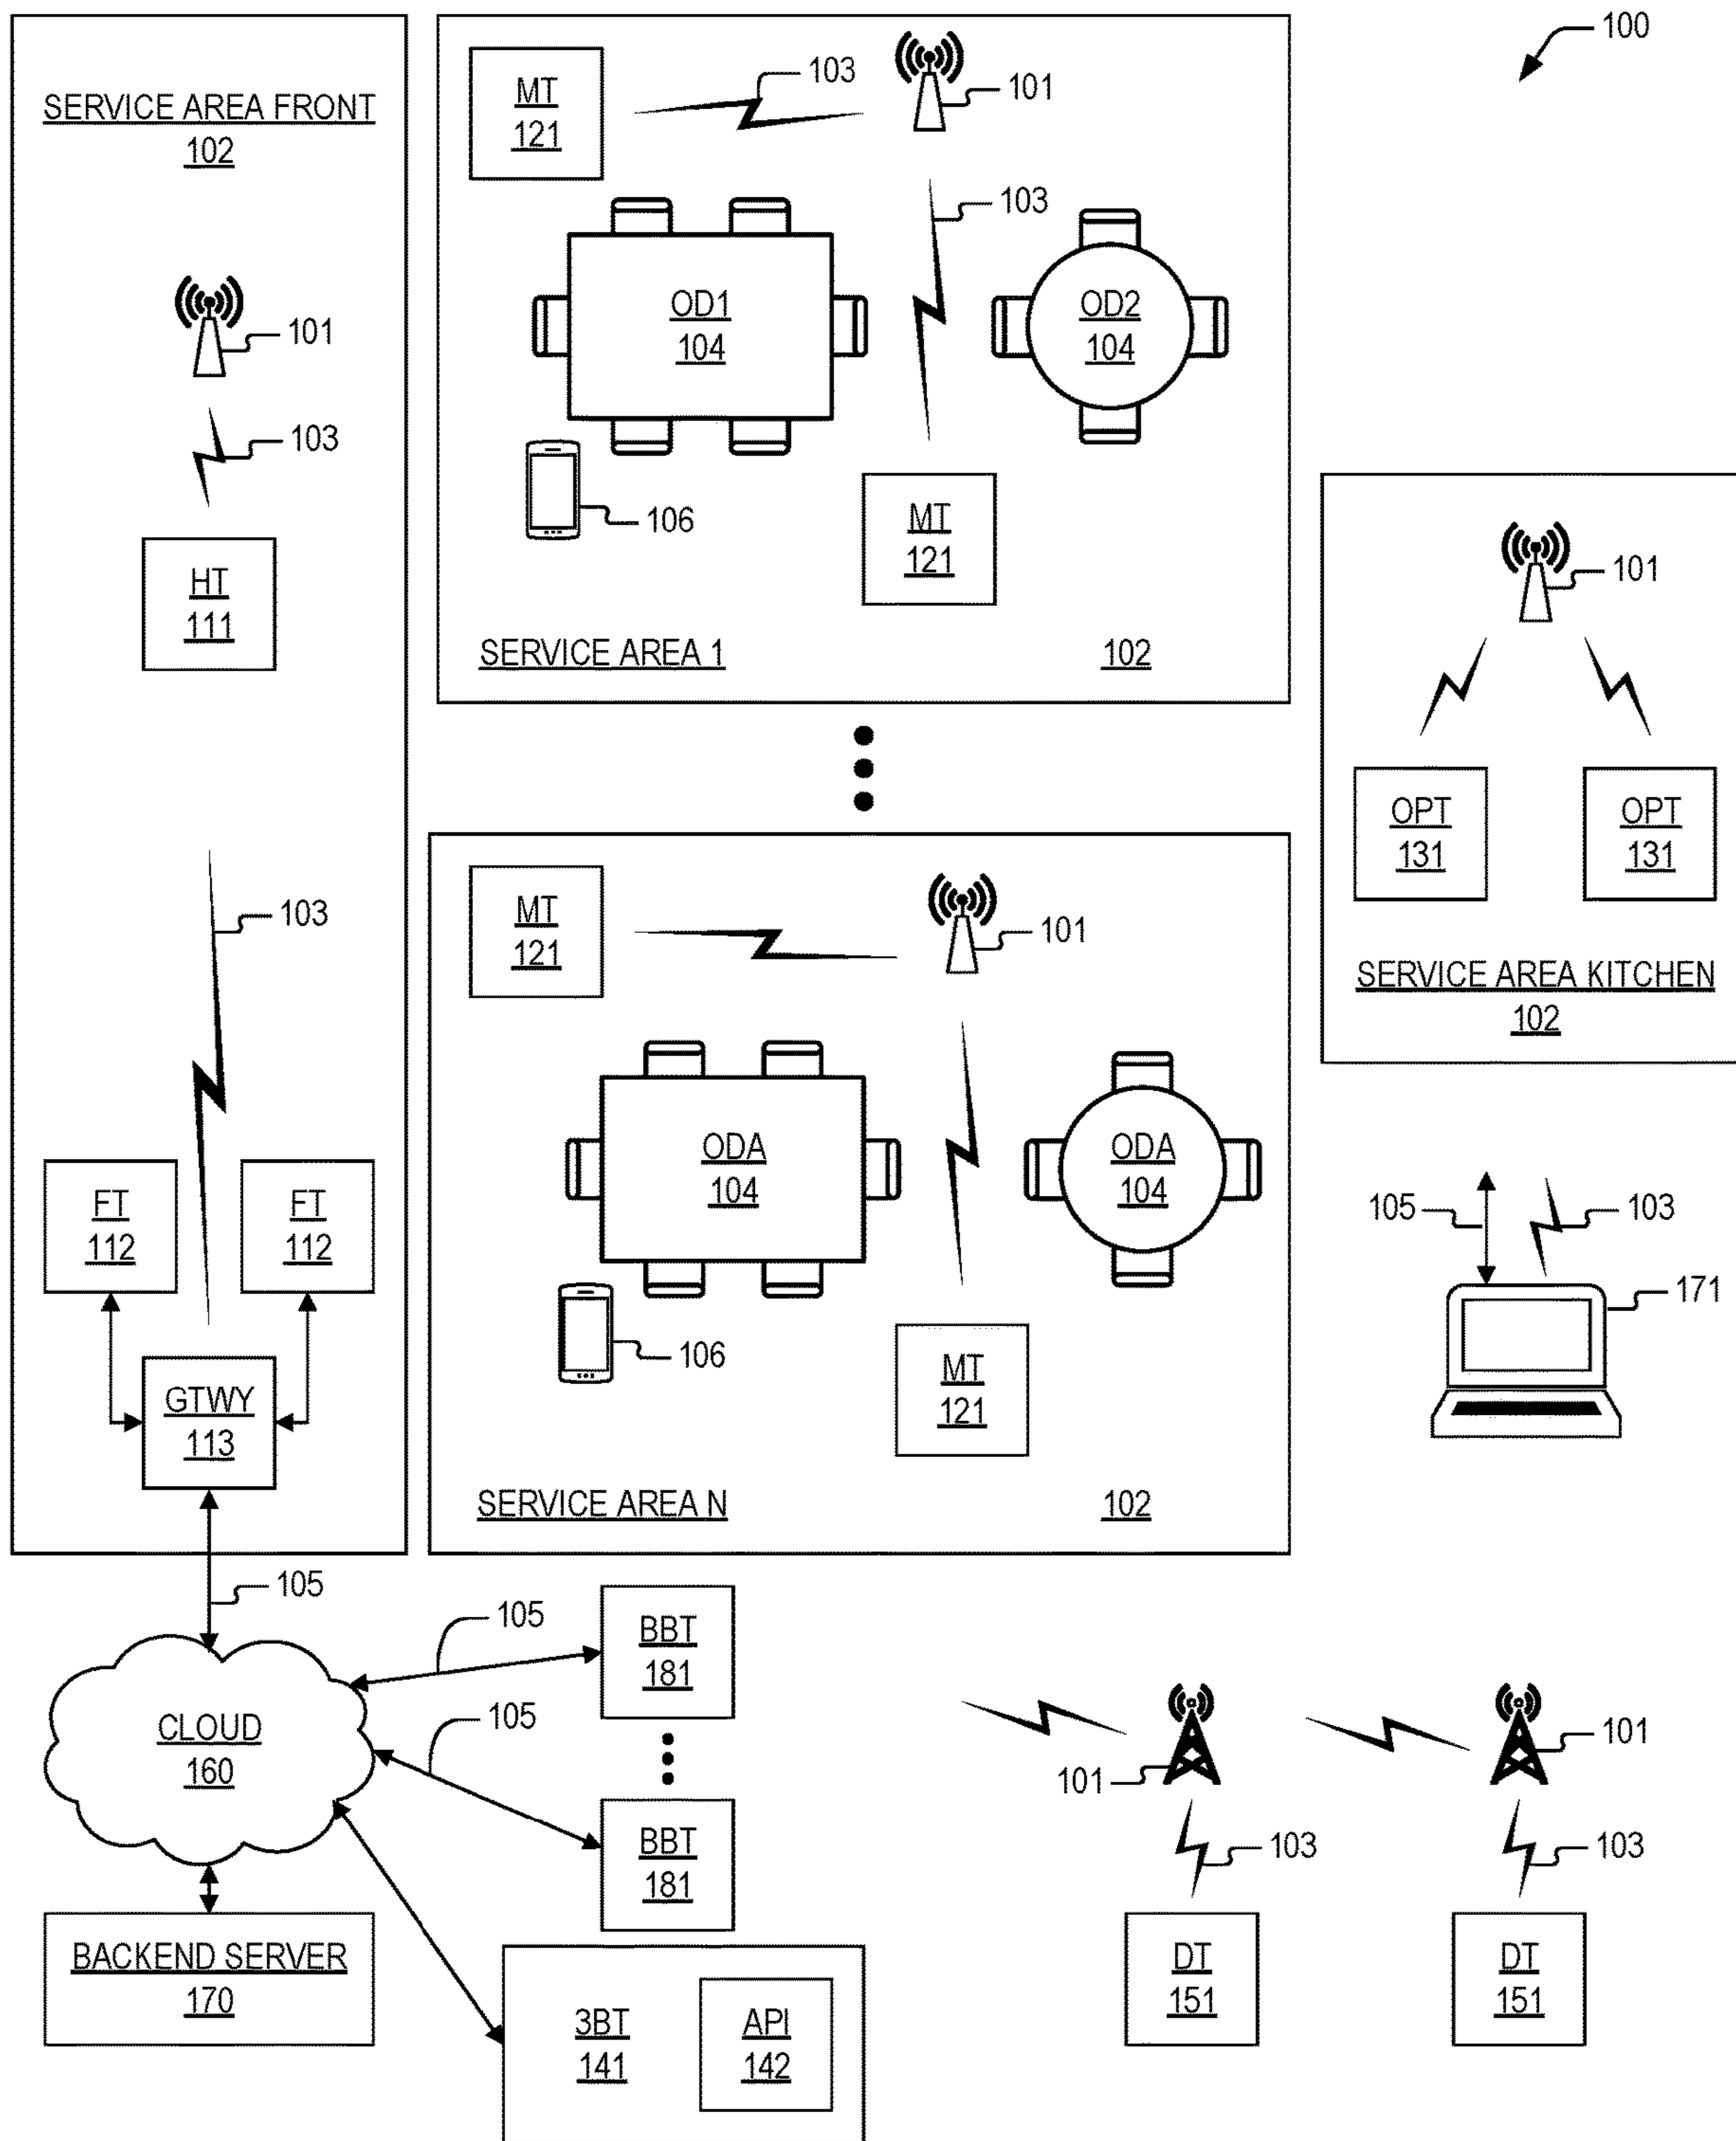 100
SERVICE AREA FRONT
102
101
103
HT
111
103
FT
112
FT
112
GTWY
113
105
MT
121
103
101
103
OD1
104
OD2
104
106
MT
121
SERVICE AREA 1
102
MT
121
101
ODA
104
ODA
104
106
MT
121
SERVICE AREA N
102
101
OPT
131
OPT
131
SERVICE AREA KITCHEN
102
105
103
171
CLOUD
160
105
105
BBT
181
BBT
181
BACKEND SERVER
170
3BT
141
API
142
101
101
103
103
DT
151
DT
151